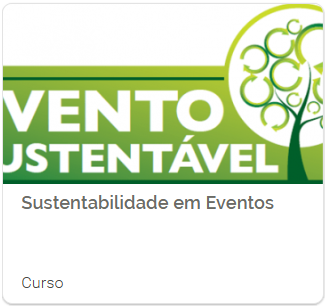 VENTO
USTENTÁVEL
Sustentabilidade em Eventos
Curso